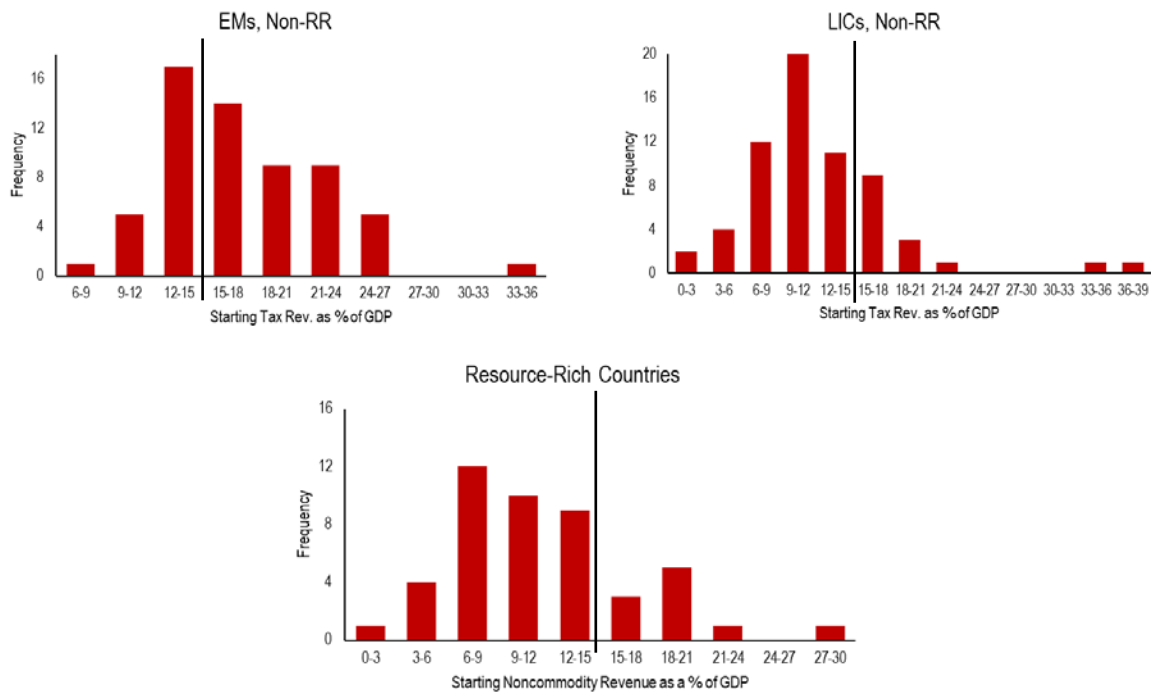 EMs, Non-RR
16
12
8
4
0
Frequency
6-9 9-12 12-15 15-18 18-21 21-24 24-27 27-30 30-33 33-36
Starting Tax Rev. as % of GDP
LICs, Non-RR
20
16
12
8
4
0
Frequency
0-3 3-6 6-9 9-12 12-15 15-18 18-21 21-24 24-27 27-30 30-33 33-36 36-39
Starting Tax Rev. as % of GDP
Resource-Rich Countries
16
12
8
4
0
Frequency
0-3 3-6 6-9 9-12 12-15 15-18 18-21 21-24 24-27 27-30
Starting Noncommodity Revenue as a % of GDP